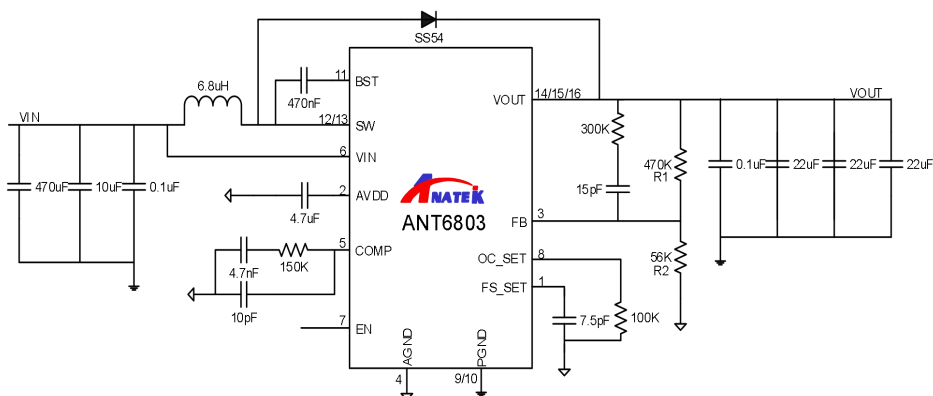 SS54
6.8uH
11
BST
470nF
VOUT
14/15/16
VOUT
VIN
12/13
SW
300K
6
VIN
470K
R1
470uF
10uF
0.1uF
0.1uF
22uF
22uF
22uF
2
AVDD
4.7uF
ANATEK
ANT6803
15pF
FB
3
5
COMP
4.7nF
150K
OC_SET
8
56K
R2
FS_SET
1
10pF
7.5pF
100K
7
EN
AGND
PGND
4
9/10